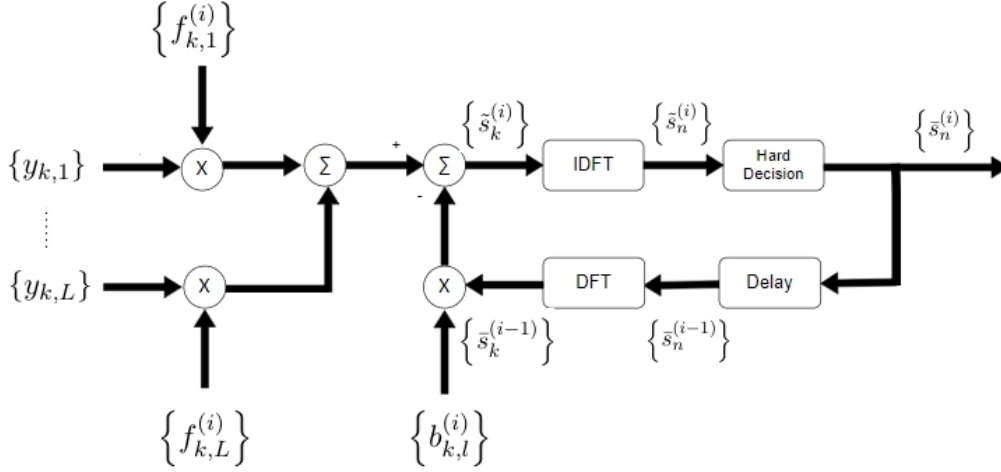 {f_{k,1}^{(i)}}
{y_{k,1}}
X
Σ
+
Σ
-
{s̃_k^{(i)}}
IDFT
{s̃_n^{(i)}}
Hard
Decision
{s̄_n^{(i)}}
{y_{k,L}}
X
X
DFT
Delay
{s̄_k^{(i-1)}}
{s̄_n^{(i-1)}}
{f_{k,L}^{(i)}}
{b_{k,l}^{(i)}}